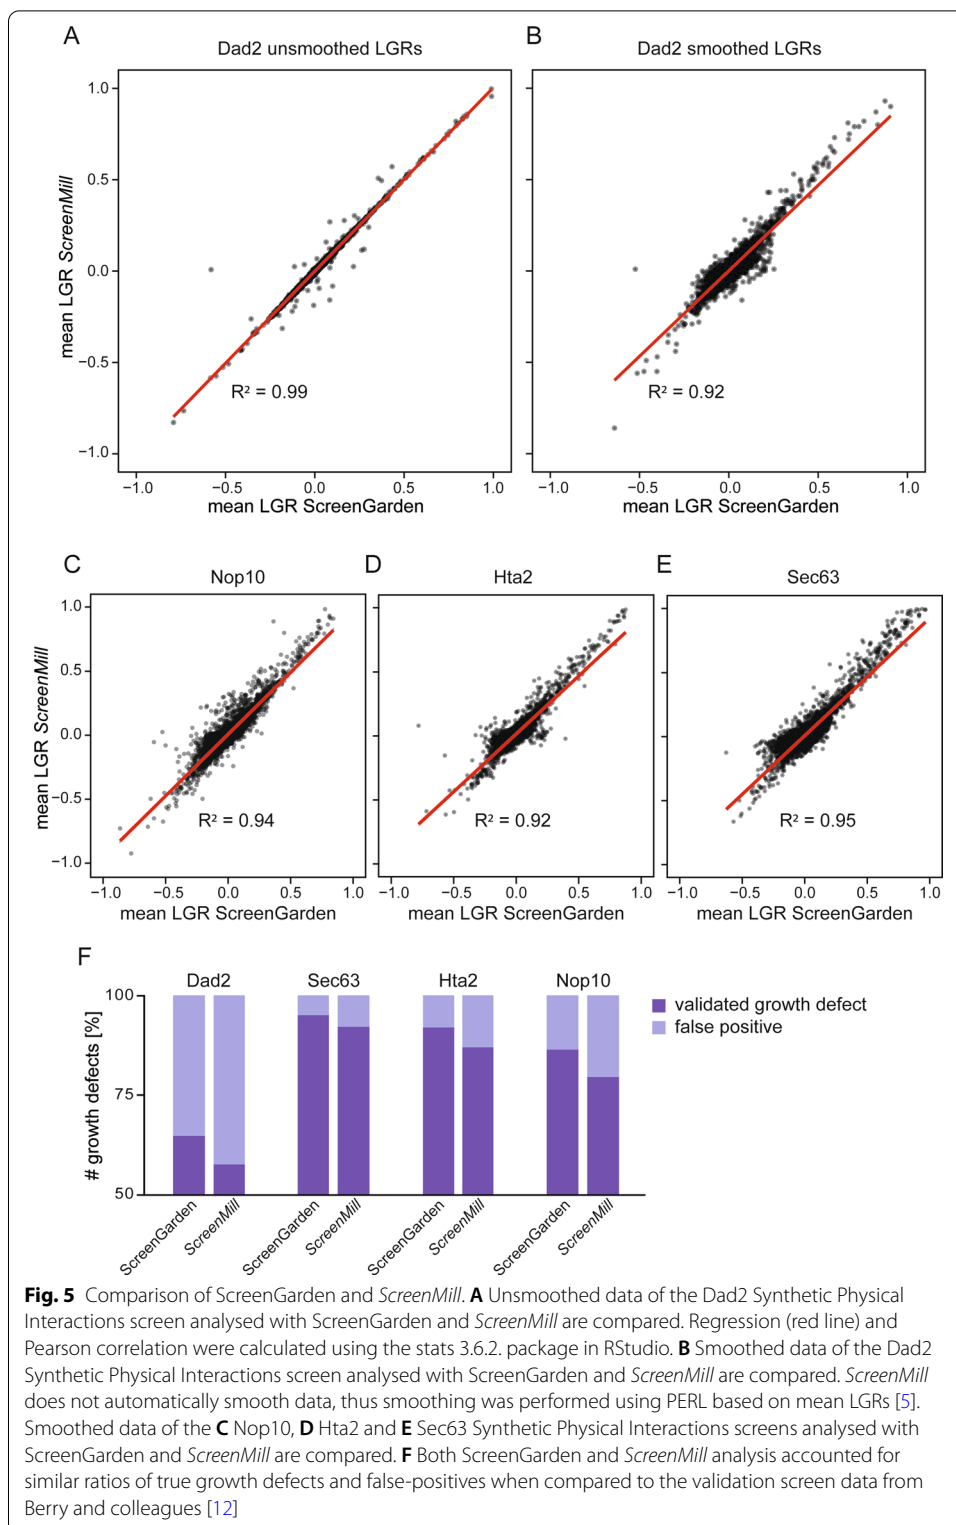 A
Dad2 unsmoothed LGRs
mean LGR ScreenMill
1.0
0.5
0.0
−0.5
−1.0
R² = 0.99
−1.0 −0.5 0.0 0.5 1.0
mean LGR ScreenGarden
B
Dad2 smoothed LGRs
R² = 0.92
−1.0 −0.5 0.0 0.5 1.0
mean LGR ScreenGarden
C
Nop10
mean LGR ScreenMill
1.0
0.5
0.0
−0.5
−1.0
R² = 0.94
−1.0 −0.5 0.0 0.5 1.0
mean LGR ScreenGarden
D
Hta2
R² = 0.92
−1.0 −0.5 0.0 0.5 1.0
mean LGR ScreenGarden
E
Sec63
R² = 0.95
−1.0 −0.5 0.0 0.5 1.0
mean LGR ScreenGarden
F
Dad2 Sec63 Hta2 Nop10
# growth defects [%]
100
75
50
validated growth defect
false positive
ScreenGarden ScreenMill ScreenGarden ScreenMill ScreenGarden ScreenMill ScreenGarden ScreenMill
Fig. 5 Comparison of ScreenGarden and ScreenMill. A Unsmoothed data of the Dad2 Synthetic Physical
Interactions screen analysed with ScreenGarden and ScreenMill are compared. Regression (red line) and
Pearson correlation were calculated using the stats 3.6.2. package in RStudio. B Smoothed data of the Dad2
Synthetic Physical Interactions screen analysed with ScreenGarden and ScreenMill are compared. ScreenMill
does not automatically smooth data, thus smoothing was performed using PERL based on mean LGRs [5].
Smoothed data of the C Nop10, D Hta2 and E Sec63 Synthetic Physical Interactions screens analysed with
ScreenGarden and ScreenMill are compared. F Both ScreenGarden and ScreenMill analysis accounted for
similar ratios of true growth defects and false-positives when compared to the validation screen data from
Berry and colleagues [12]